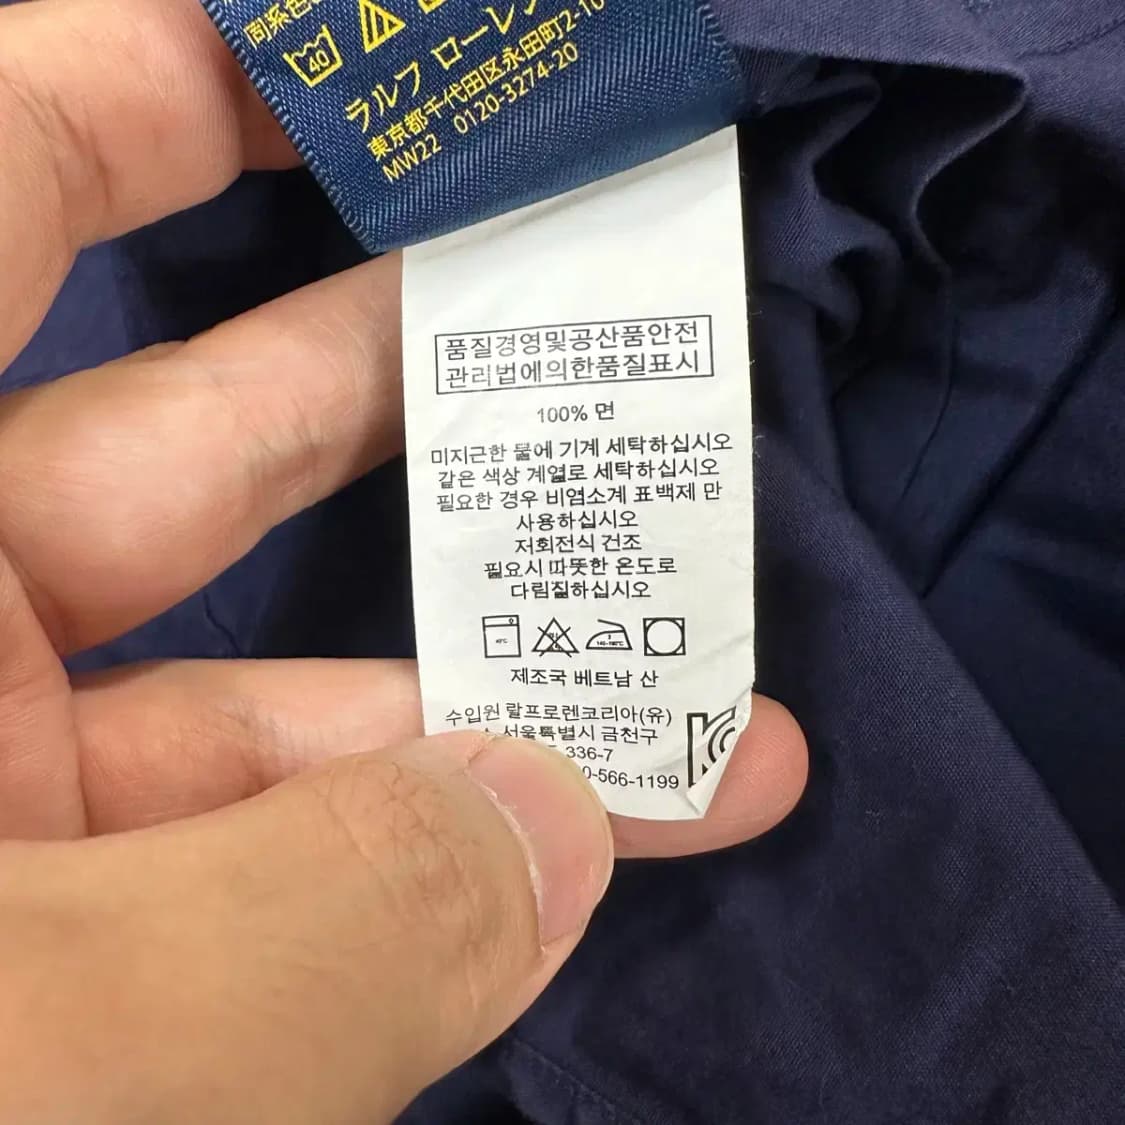 同系色
40
ラルフ ローレン
東京都千代田区永田町2-10
MW22 0120-3274-20
품질경영및공산품안전
관리법에의한품질표시
100% 면
미지근한 물에 기계 세탁하십시오
같은 색상 계열로 세탁하십시오
필요한 경우 비염소계 표백제 만
사용하십시오
저회전식 건조
필요시 따뜻한 온도로
다림질하십시오
40℃
제조국 베트남 산
수입원 랄프로렌코리아(유)
서울특별시 금천구
336-7
0-566-1199